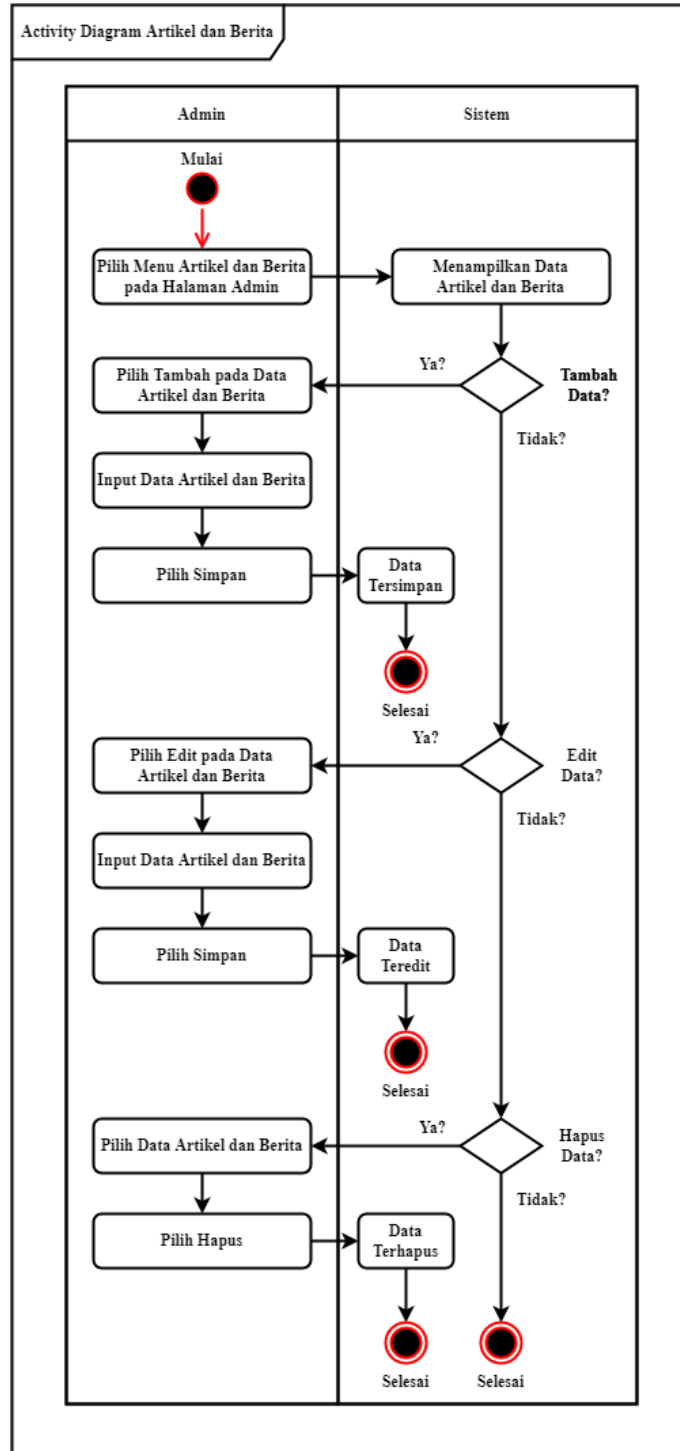 Activity Diagram Artikel dan Berita
Admin
Sistem
Mulai
Pilih Menu Artikel dan Berita
pada Halaman Admin
Menampilkan Data
Artikel dan Berita
Ya?
Tambah
Data?
Pilih Tambah pada Data
Artikel dan Berita
Tidak?
Input Data Artikel dan Berita
Pilih Simpan
Data
Tersimpan
Selesai
Ya?
Edit
Data?
Pilih Edit pada Data
Artikel dan Berita
Tidak?
Input Data Artikel dan Berita
Pilih Simpan
Data
Teredit
Selesai
Ya?
Hapus
Data?
Pilih Data Artikel dan Berita
Tidak?
Pilih Hapus
Data
Terhapus
Selesai
Selesai